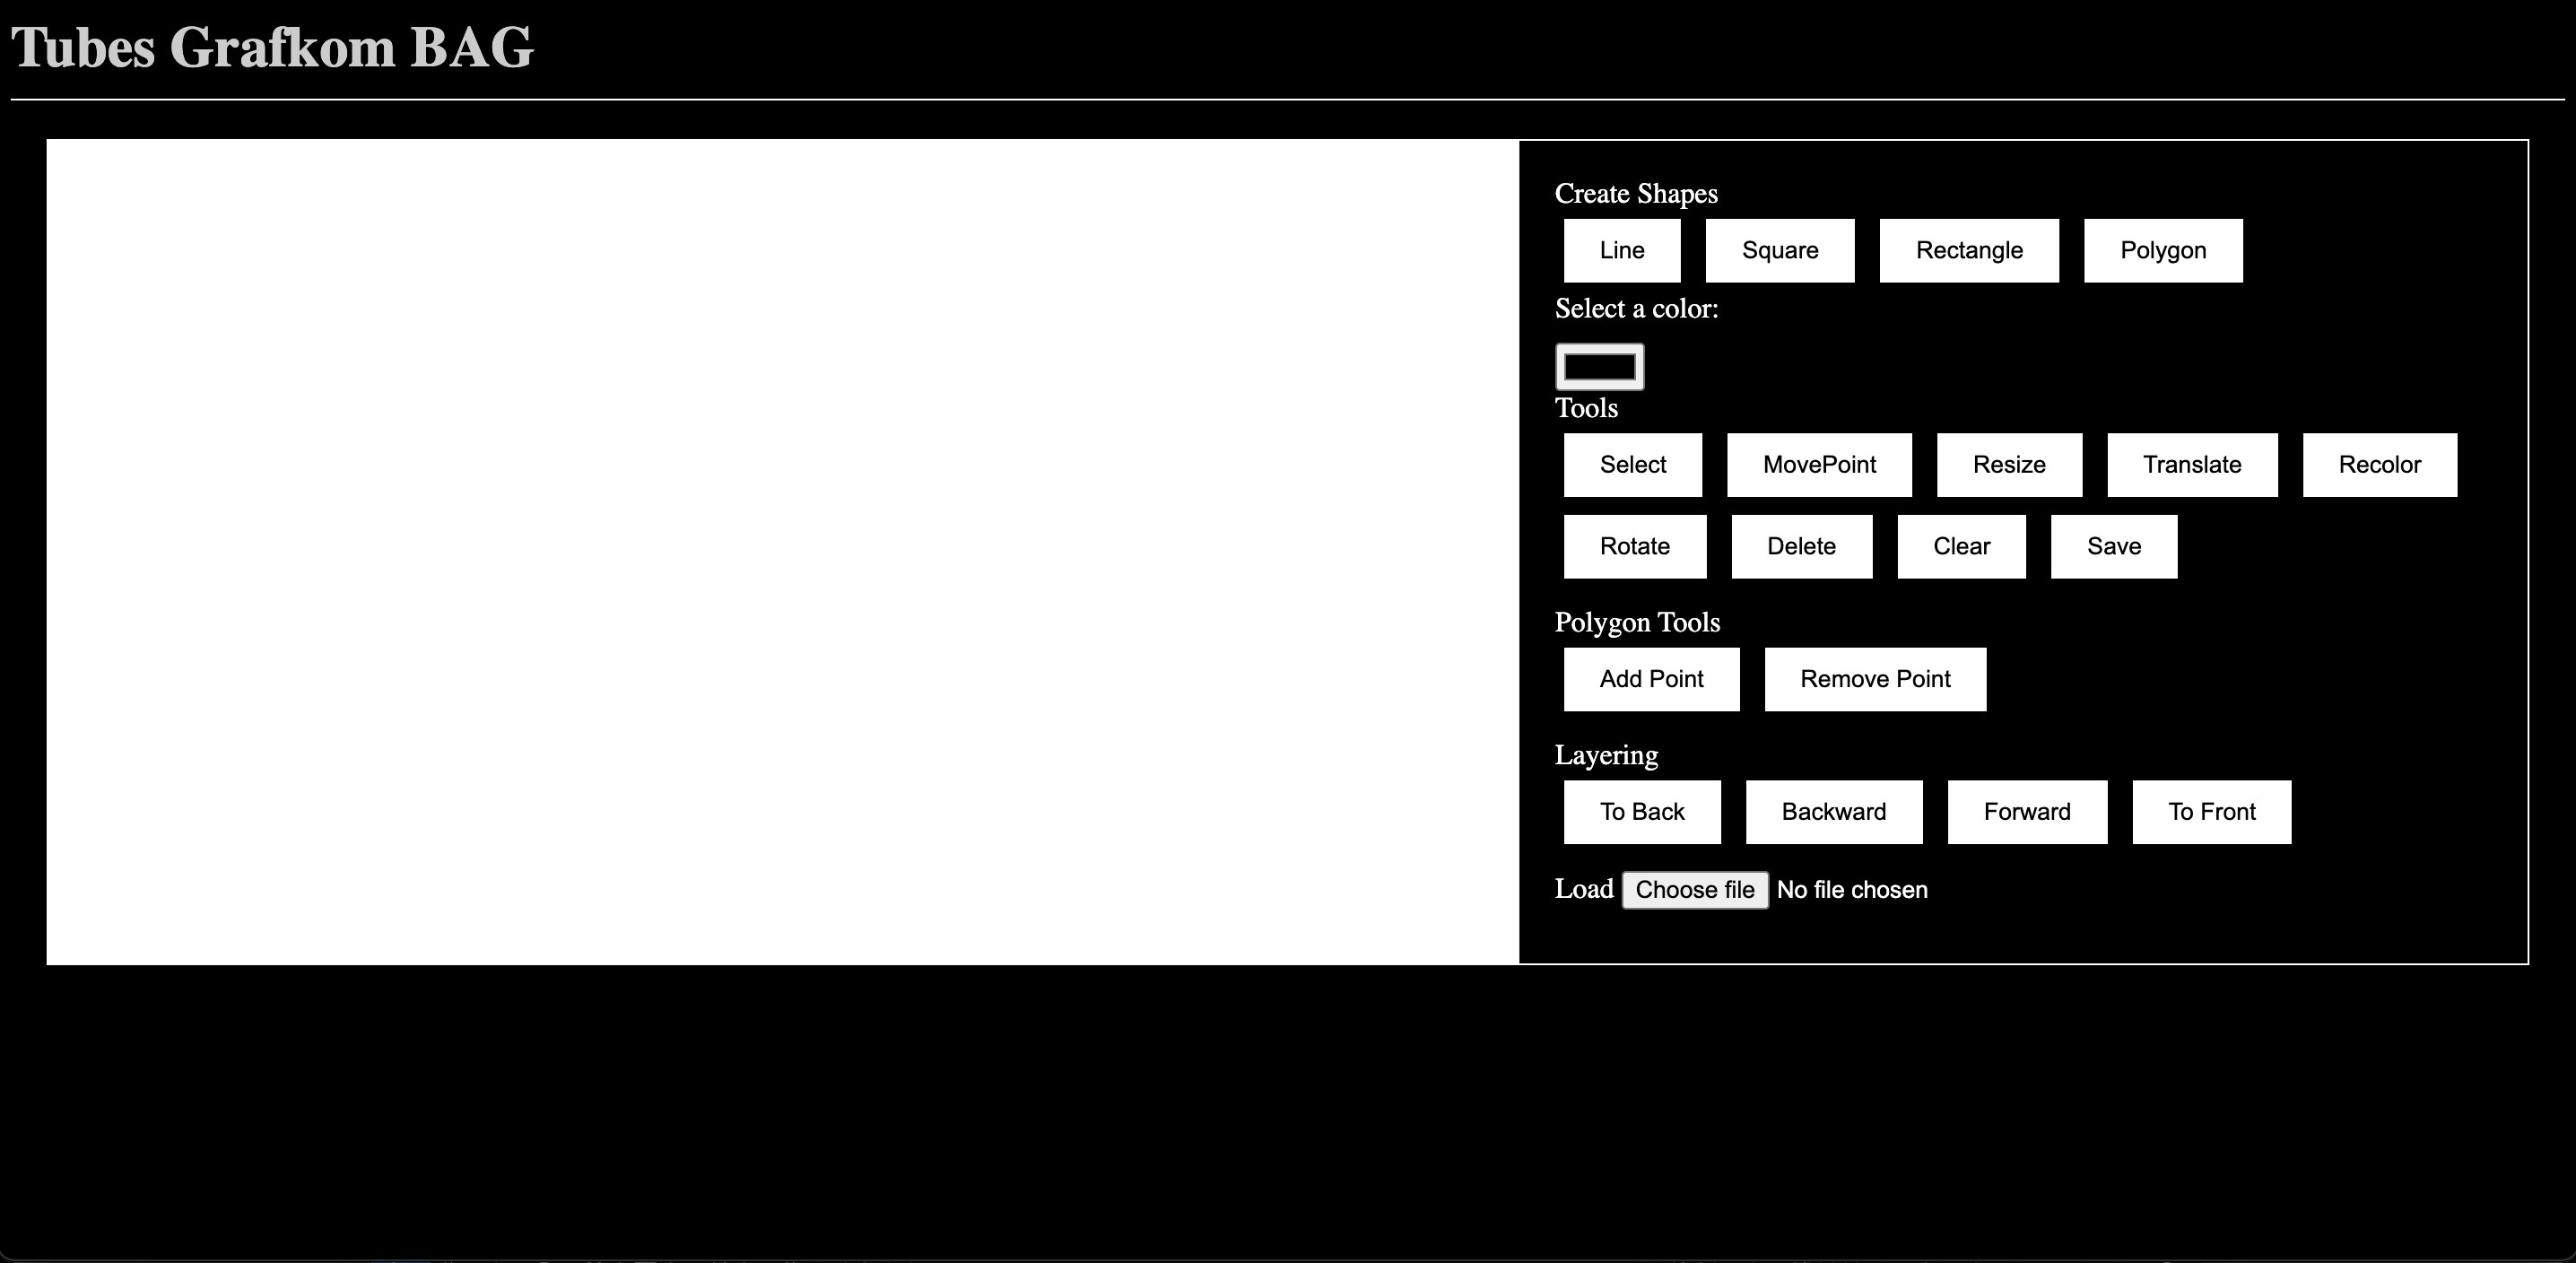 Tubes Grafkom BAG
Create Shapes
Line Square Rectangle Polygon
Select a color:
Tools
Select MovePoint Resize Translate Recolor
Rotate Delete Clear Save
Polygon Tools
Add Point Remove Point
Layering
To Back Backward Forward To Front
Load Choose file No file chosen